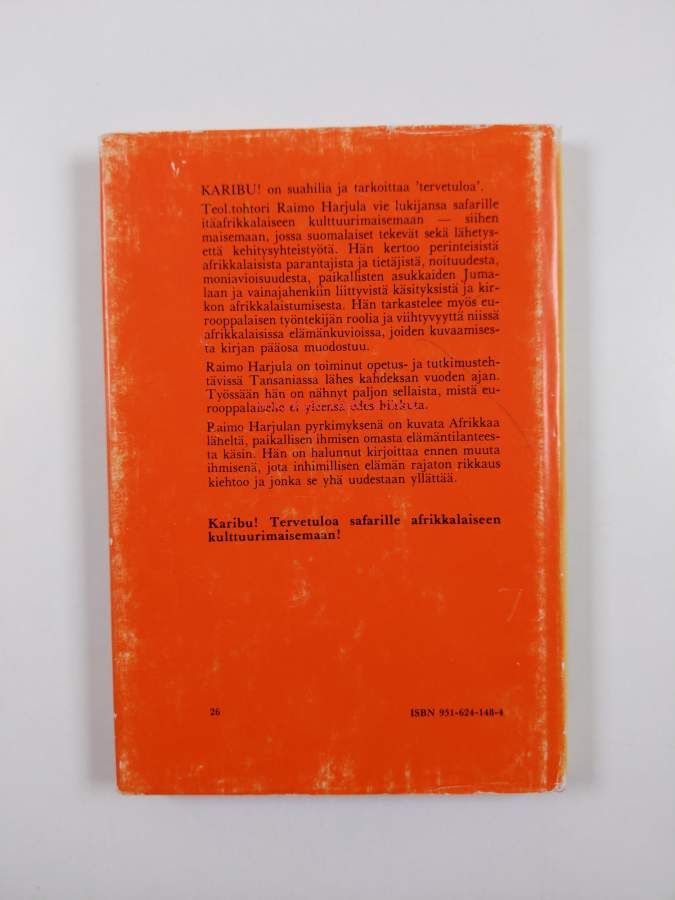 KARIBU! on suahilia ja tarkoittaa 'tervetuloa'.
Teol.tohtori Raimo Harjula vie lukijansa safarille
itäafrikkalaiseen kulttuurimaisemaan — siihen
maisemaan, jossa suomalaiset tekevät sekä lähetys-
että kehitysyhteistyötä. Hän kertoo perinteisistä
afrikkalaisista parantajista ja tietäjistä, noituudesta,
moniavioisuudesta, paikallisten asukkaiden Juma-
laan ja vainajahenkiin liittyvistä käsityksistä ja kir-
kon afrikkalaistumisesta. Hän tarkastelee myös eu-
rooppalaisen työntekijän roolia ja viihtyvyyttä niissä
afrikkalaisissa elämänkuvioissa, joiden kuvaamises-
ta kirjan pääosa muodostuu.
Raimo Harjula on toiminut opetus- ja tutkimusteh-
tävissä Tansaniassa lähes kahdeksan vuoden ajan.
Työssään hän on nähnyt paljon sellaista, mistä eu-
rooppalaiselle ei yleensä edes hiiskuta.
Raimo Harjulan pyrkimyksenä on kuvata Afrikkaa
läheltä, paikallisen ihmisen omasta elämäntilantees-
ta käsin. Hän on halunnut kirjoittaa ennen muuta
ihmisenä, jota inhimillisen elämän rajaton rikkaus
kiehtoo ja jonka se yhä uudestaan yllättää.
Karibu! Tervetuloa safarille afrikkalaiseen
kulttuurimaisemaan!
26
ISBN 951-624-148-4